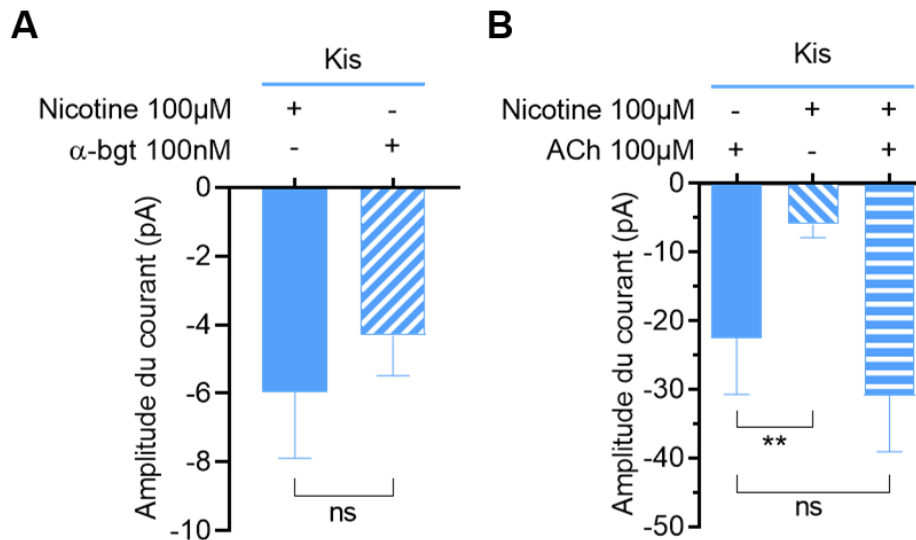 A
Kis
Nicotine 100µM + -
α-bgt 100nM - +
Amplitude du courant (pA)
0
-2
-4
-6
-8
-10
ns
B
Kis
Nicotine 100µM - + +
ACh 100µM + - +
Amplitude du courant (pA)
0
-10
-20
-30
-40
-50
**
ns